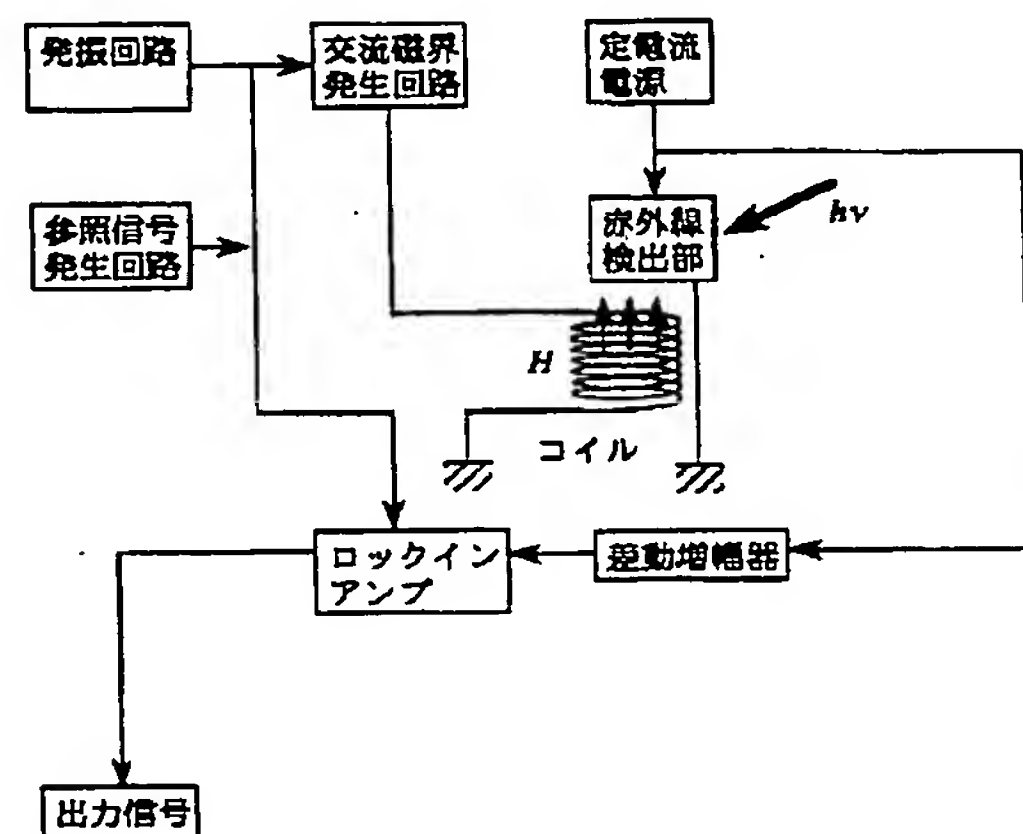 発振回路
交流磁界
発生回路
定電流
電源
参照信号
発生回路
赤外線
検出部
hν
H
コイル
ロックイン
アンプ
差動増幅器
出力信号